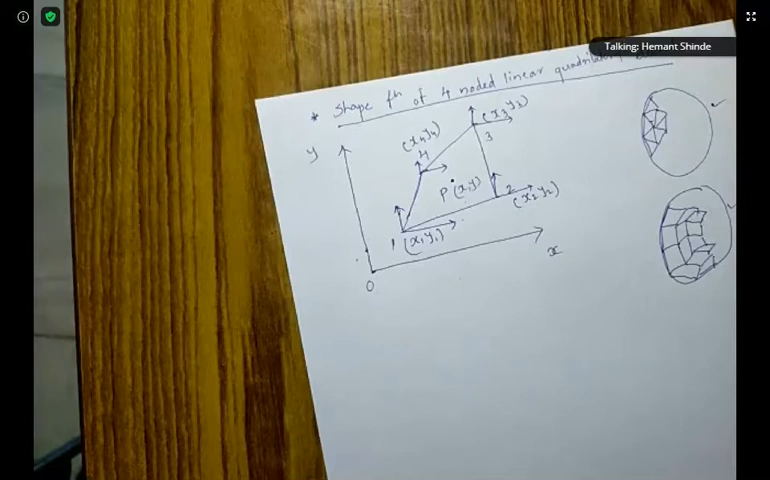 Talking: Hemant Shinde
* Shape fn of 4 noded linear
y
(x₄ y₄)
4
(x₃ y₃)
3
P (x,y)
2
(x₂ y₂)
1 (x₁ y₁)
x
0